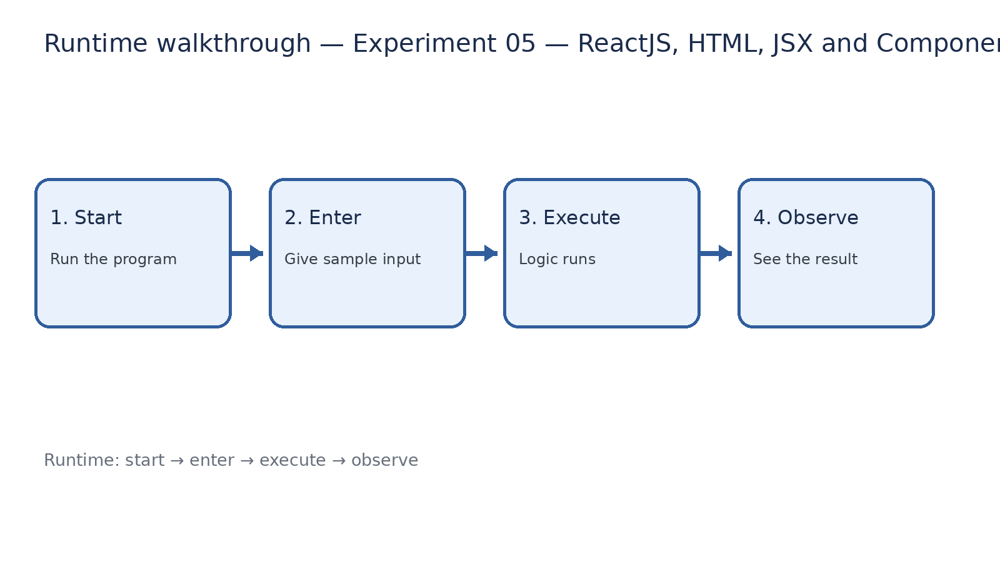 Runtime walkthrough — Experiment 05 — ReactJS, HTML, JSX and
1. Start
Run the program
2. Enter
Give sample input
3. Execute
Logic runs
4. Observe
See the result
Runtime: start → enter → execute → observe